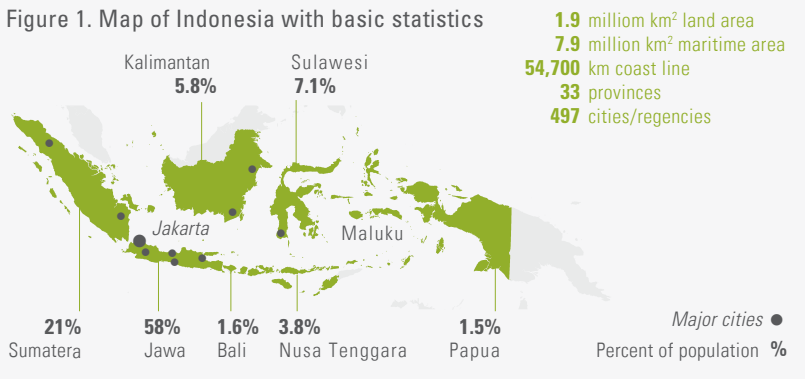 Figure 1. Map of Indonesia with basic statistics
1.9 milliom km² land area
7.9 million km² maritime area
54,700 km coast line
33 provinces
497 cities/regencies
Kalimantan
5.8%
Sulawesi
7.1%
Jakarta
Maluku
21%
Sumatera
58%
Jawa
1.6%
Bali
3.8%
Nusa Tenggara
1.5%
Papua
Major cities
Percent of population %